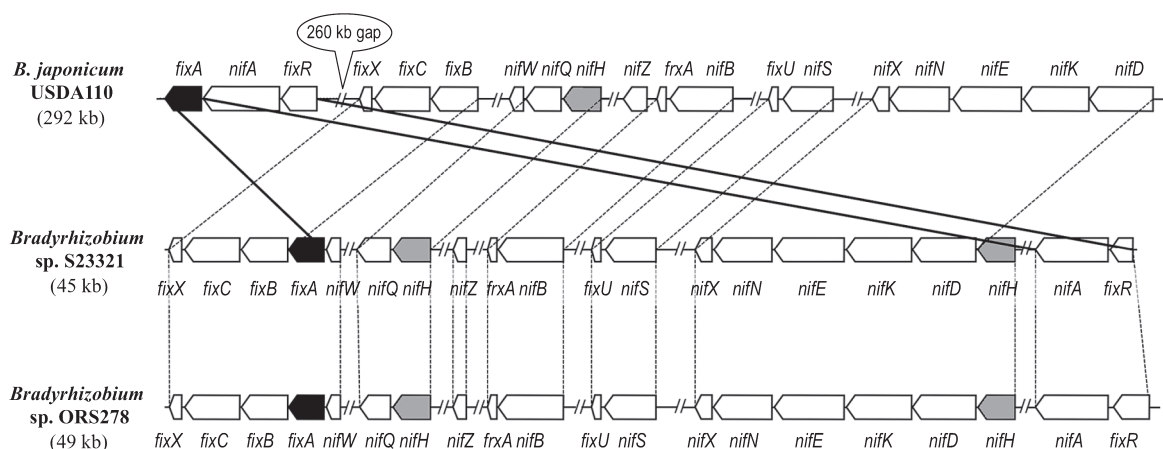 260 kb gap
B. japonicum
USDA110
(292 kb)
fixA nifA fixR fixX fixC fixB nifW nifQ nifH nifZ frxA nifB fixU nifS nifX nifN nifE nifK nifD
Bradyrhizobium
sp. S23321
(45 kb)
fixX fixC fixB fixA nifW nifQ nifH nifZ frxA nifB fixU nifS nifX nifN nifE nifK nifD nifH nifA fixR
Bradyrhizobium
sp. ORS278
(49 kb)
fixX fixC fixB fixA nifW nifQ nifH nifZ frxA nifB fixU nifS nifX nifN nifE nifK nifD nifH nifA fixR